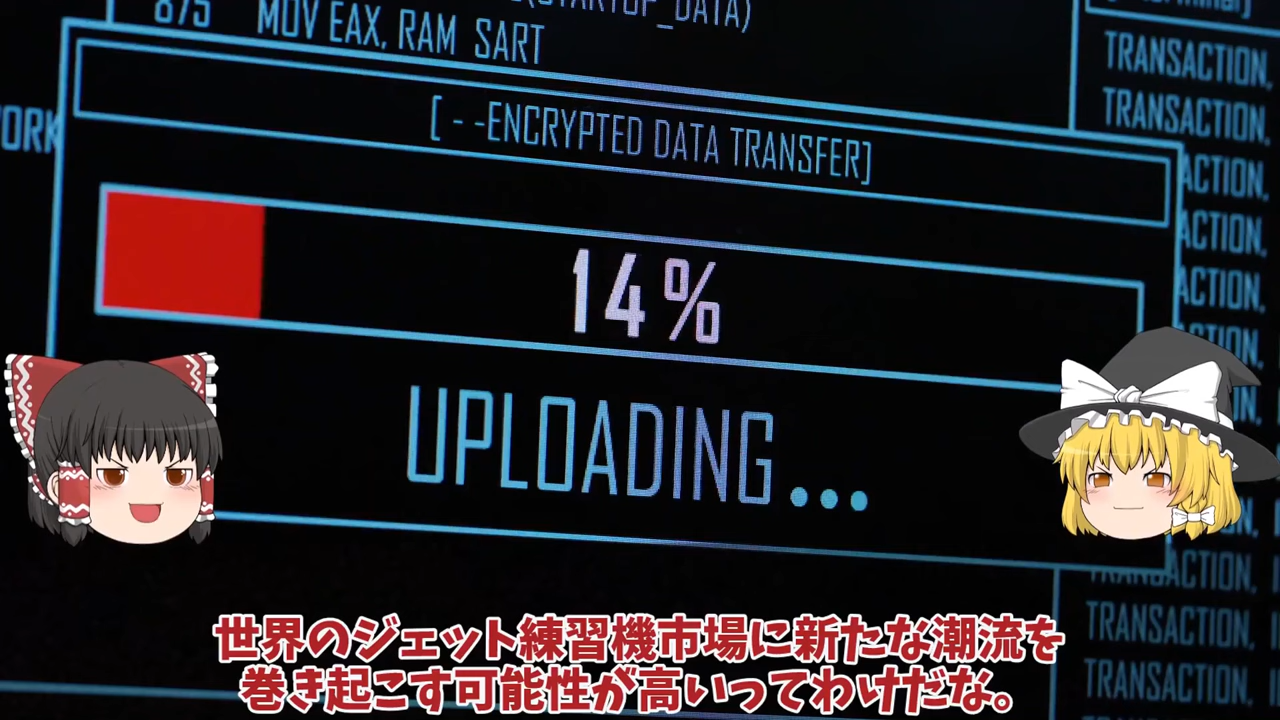 875 MOV EAX, RAM SART
[ - -ENCRYPTED DATA TRANSFER]
14%
UPLOADING...
TRANSACTION,
TRANSACTION,
TRANSACTION,
TRANSACTION,
世界のジェット練習機市場に新たな潮流を
巻き起こす可能性が高いってわけだな。